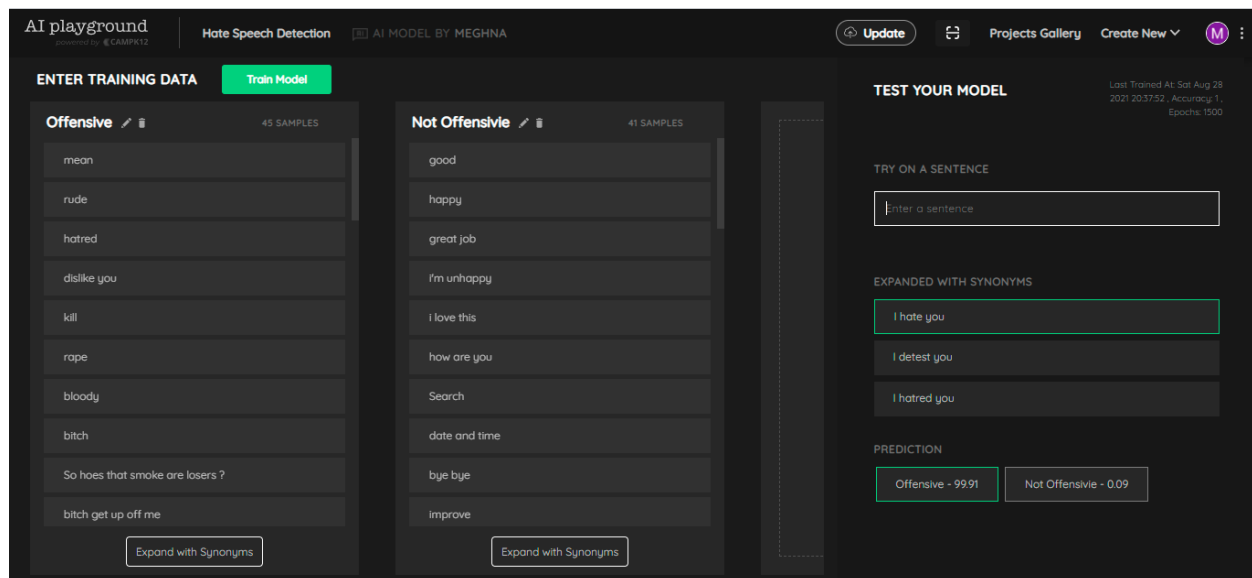 AI playground
powered by CAMPK12
Hate Speech Detection
AI MODEL BY MEGHNA
Update
Projects Gallery
Create New
M
ENTER TRAINING DATA
Train Model
Offensive
45 SAMPLES
mean
rude
hatred
dislike you
kill
rape
bloody
bitch
So hoes that smoke are losers ?
bitch get up off me
Expand with Synonyms
Not Offensivie
41 SAMPLES
good
happy
great job
i'm unhappy
i love this
how are you
Search
date and time
bye bye
improve
Expand with Synonyms
TEST YOUR MODEL
Last Trained At: Sat Aug 28
2021 20:37:52 , Accuracy: 1 ,
Epochs: 1500
TRY ON A SENTENCE
Enter a sentence
EXPANDED WITH SYNONYMS
I hate you
I detest you
I hatred you
PREDICTION
Offensive - 99.91
Not Offensivie - 0.09